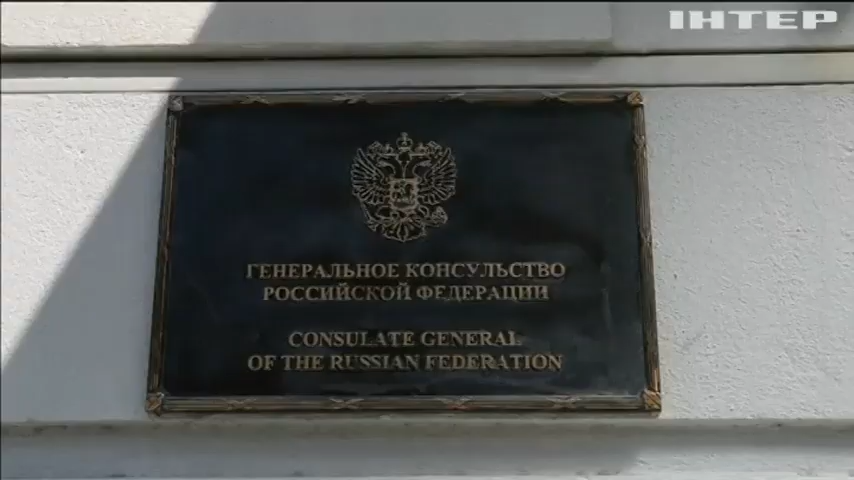 ІНТЕР
ГЕНЕРАЛЬНОЕ КОНСУЛЬСТВО
РОССИЙСКОЙ ФЕДЕРАЦИИ
CONSULATE GENERAL
OF THE RUSSIAN FEDERATION